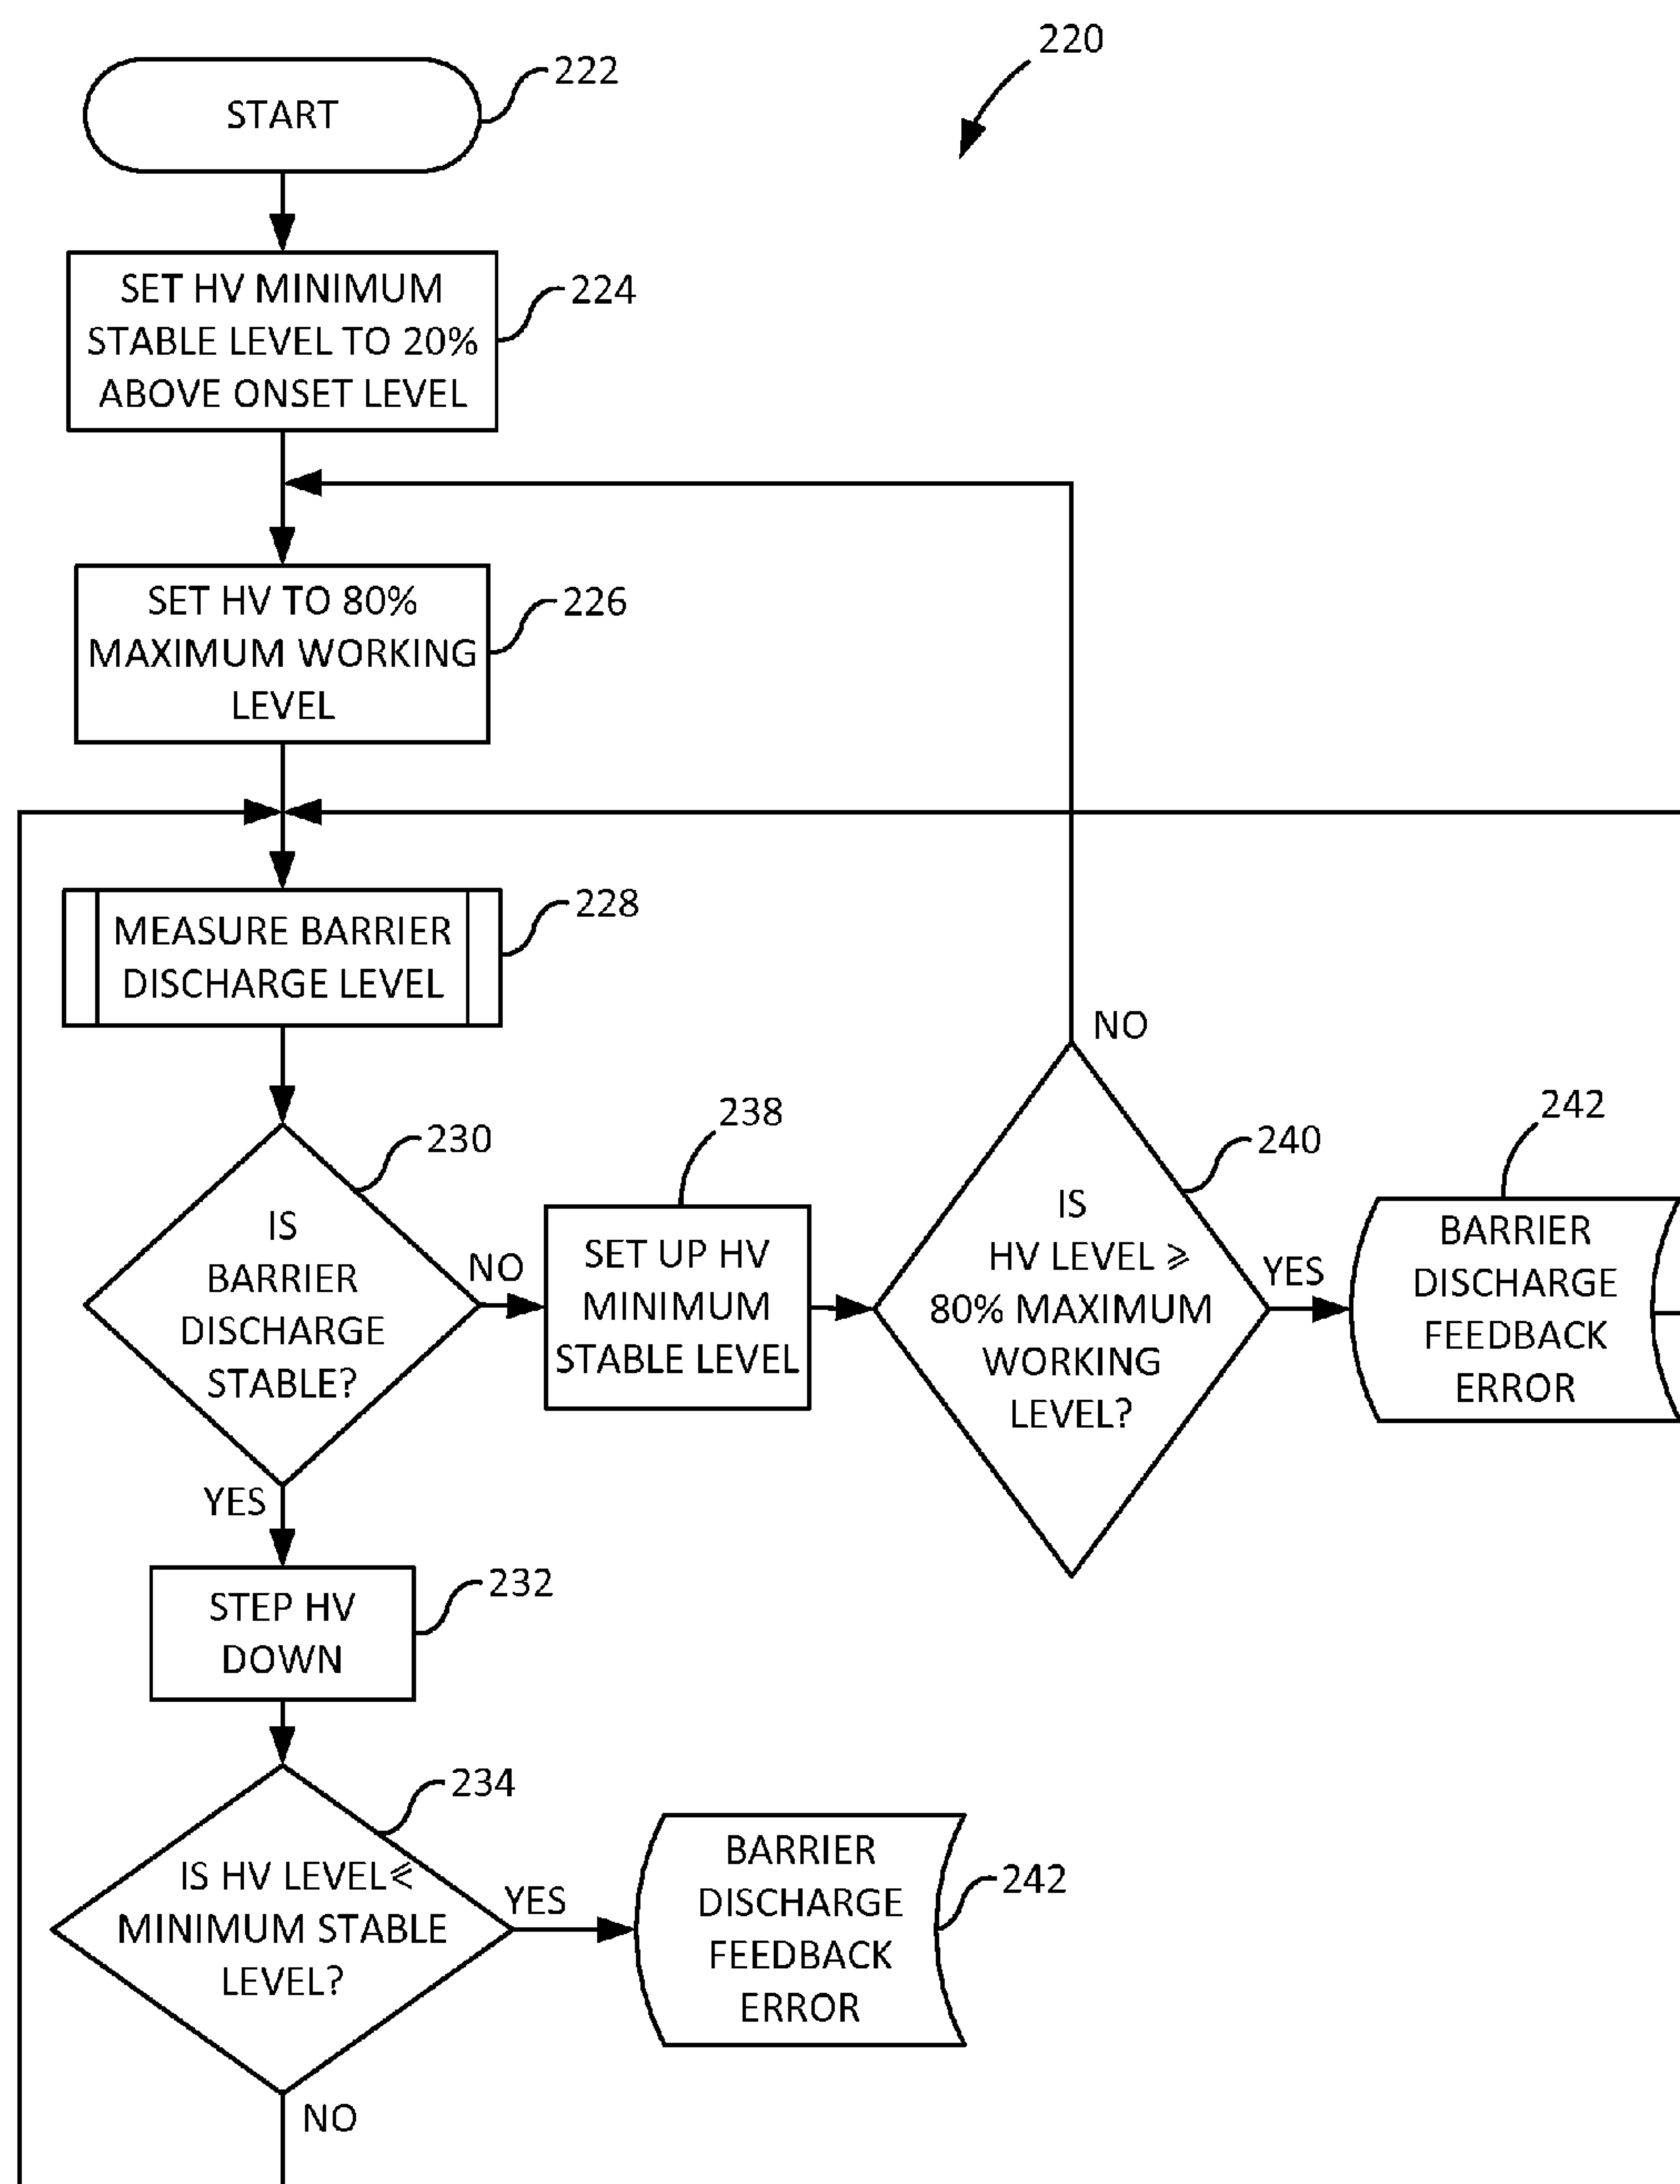 220
START
222
SET HV MINIMUM
STABLE LEVEL TO 20%
ABOVE ONSET LEVEL
224
SET HV TO 80%
MAXIMUM WORKING
LEVEL
226
MEASURE BARRIER
DISCHARGE LEVEL
228
IS
BARRIER
DISCHARGE
STABLE?
230
NO
SET UP HV
MINIMUM
STABLE LEVEL
238
NO
IS
HV LEVEL ⩾
80% MAXIMUM
WORKING
LEVEL?
240
YES
BARRIER
DISCHARGE
FEEDBACK
ERROR
242
YES
STEP HV
DOWN
232
IS HV LEVEL⩽
MINIMUM STABLE
LEVEL?
234
YES
BARRIER
DISCHARGE
FEEDBACK
ERROR
242
NO